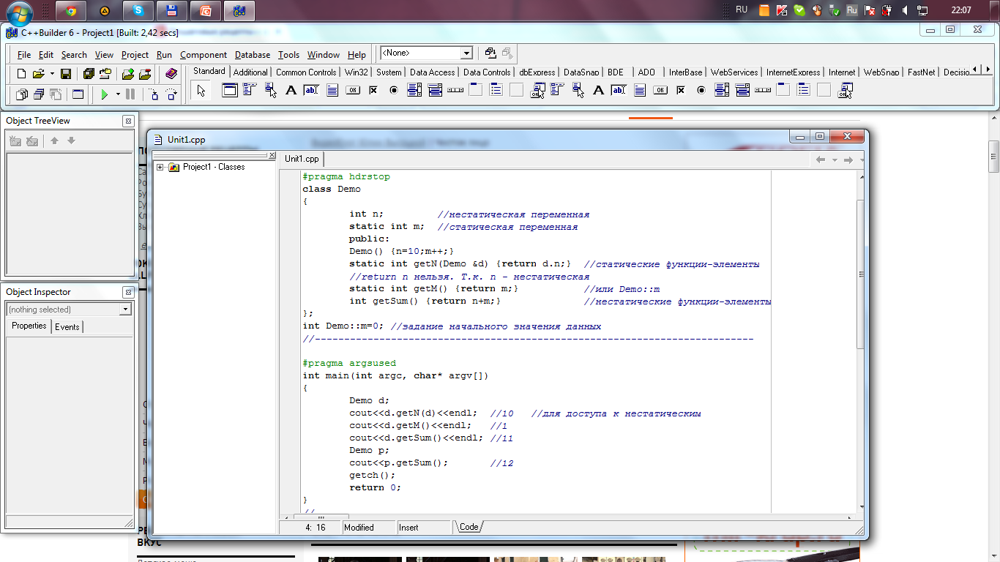 RU
Ru
22:07
C++Builder 6 - Project1 [Built: 2,42 secs]
File Edit Search View Project Run Component Database Tools Window Help
<None>
Standard Additional Common Controls Win32 System Data Access Data Controls dbExpress DataSnap BDE ADO InterBase WebServices InternetExpress Internet WebSnap FastNet Decisio
Object TreeView
Object Inspector
(nothing selected)
Properties Events
Unit1.cpp
Project1 - Classes
Unit1.cpp
#pragma hdrstop
class Demo
{
int n; //нестатическая переменная
static int m; //статическая переменная
public:
Demo() {n=10;m++;}
static int getN(Demo &d) {return d.n;} //статические функции-элементы
//return n нельзя. Т.к. n - нестатическая
static int getM() {return m;} //или Demo::m
int getSum() {return n+m;} //нестатические функции-элементы
};
int Demo::m=0; //задание начального значения данных
//---------------------------------------------------------------------------
#pragma argsused
int main(int argc, char* argv[])
{
Demo d;
cout<<d.getN(d)<<endl; //10 //для доступа к нестатическим
cout<<d.getM()<<endl; //1
cout<<d.getSum()<<endl; //11
Demo p;
cout<<p.getSum(); //12
getch();
return 0;
}
4: 16 Modified Insert Code
ВКУС